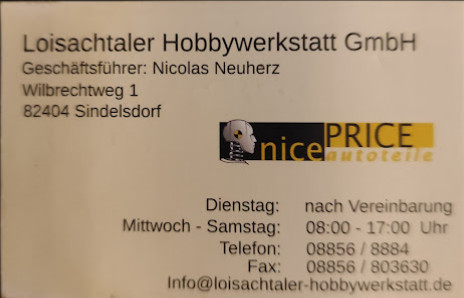 Loisachtaler Hobbywerkstatt GmbH
Geschäftsführer: Nicolas Neuherz
Wilbrechtweg 1
82404 Sindelsdorf
nicePRICE
autoteile
Dienstag: nach Vereinbarung
Mittwoch - Samstag: 08:00 - 17:00 Uhr
Telefon: 08856 / 8884
Fax: 08856 / 803630
Info@loisachtaler-hobbywerkstatt.de